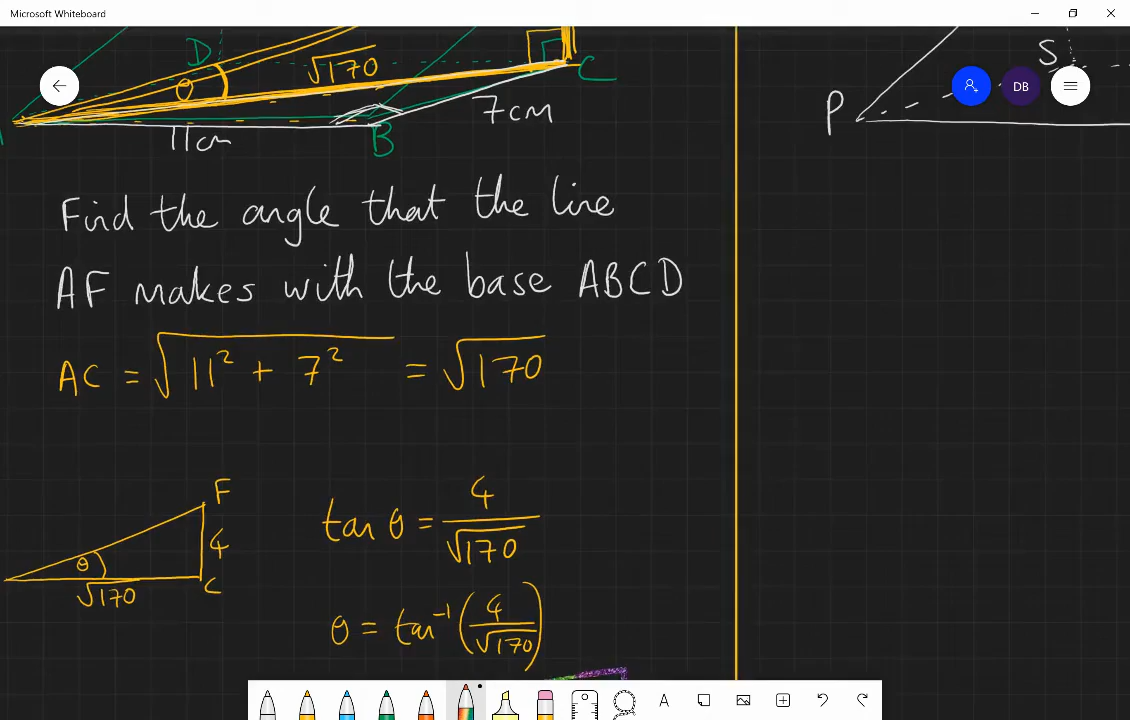 Microsoft Whiteboard
D
θ
√170
C
7cm
11cm
B
S
P
DB
Find the angle that the line
AF makes with the base ABCD
AC = √11² + 7² = √170
F
θ
4
√170
C
tan θ = 4/√170
θ = tan⁻¹(4/√170)
A